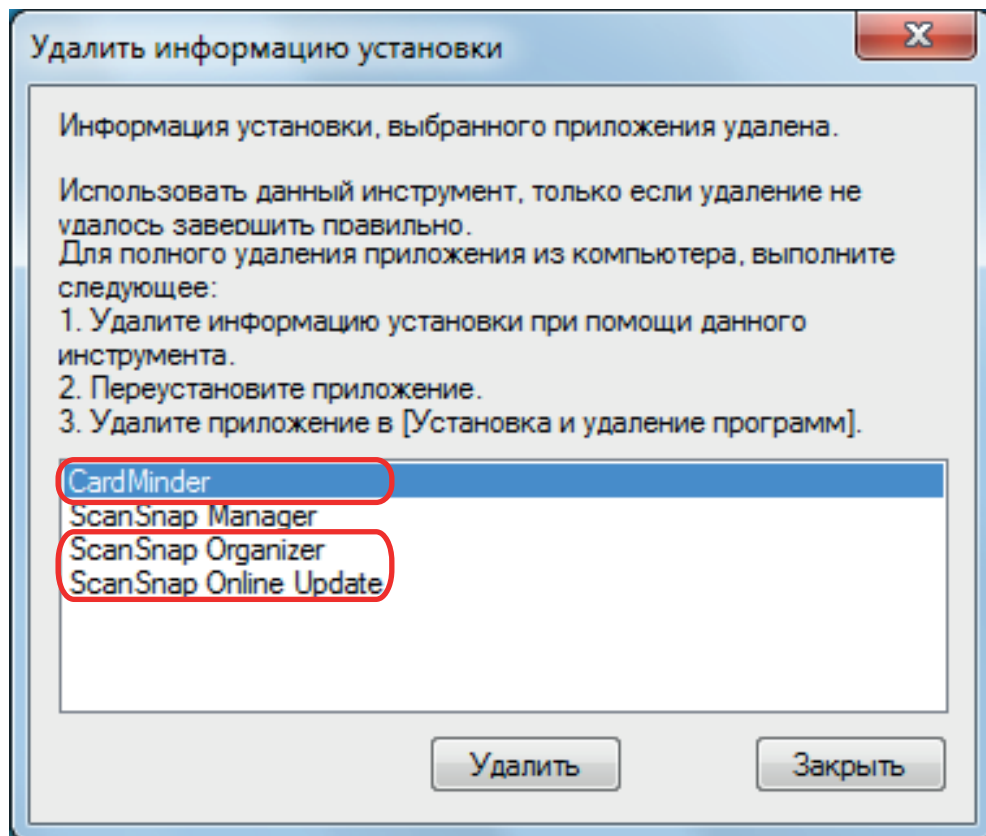 Удалить информацию установки
Информация установки, выбранного приложения удалена.
Использовать данный инструмент, только если удаление не
удалось завершить правильно.
Для полного удаления приложения из компьютера, выполните
следующее:
1. Удалите информацию установки при помощи данного
инструмента.
2. Переустановите приложение.
3. Удалите приложение в [Установка и удаление программ].
CardMinder
ScanSnap Manager
ScanSnap Organizer
ScanSnap Online Update
Удалить
Закрыть